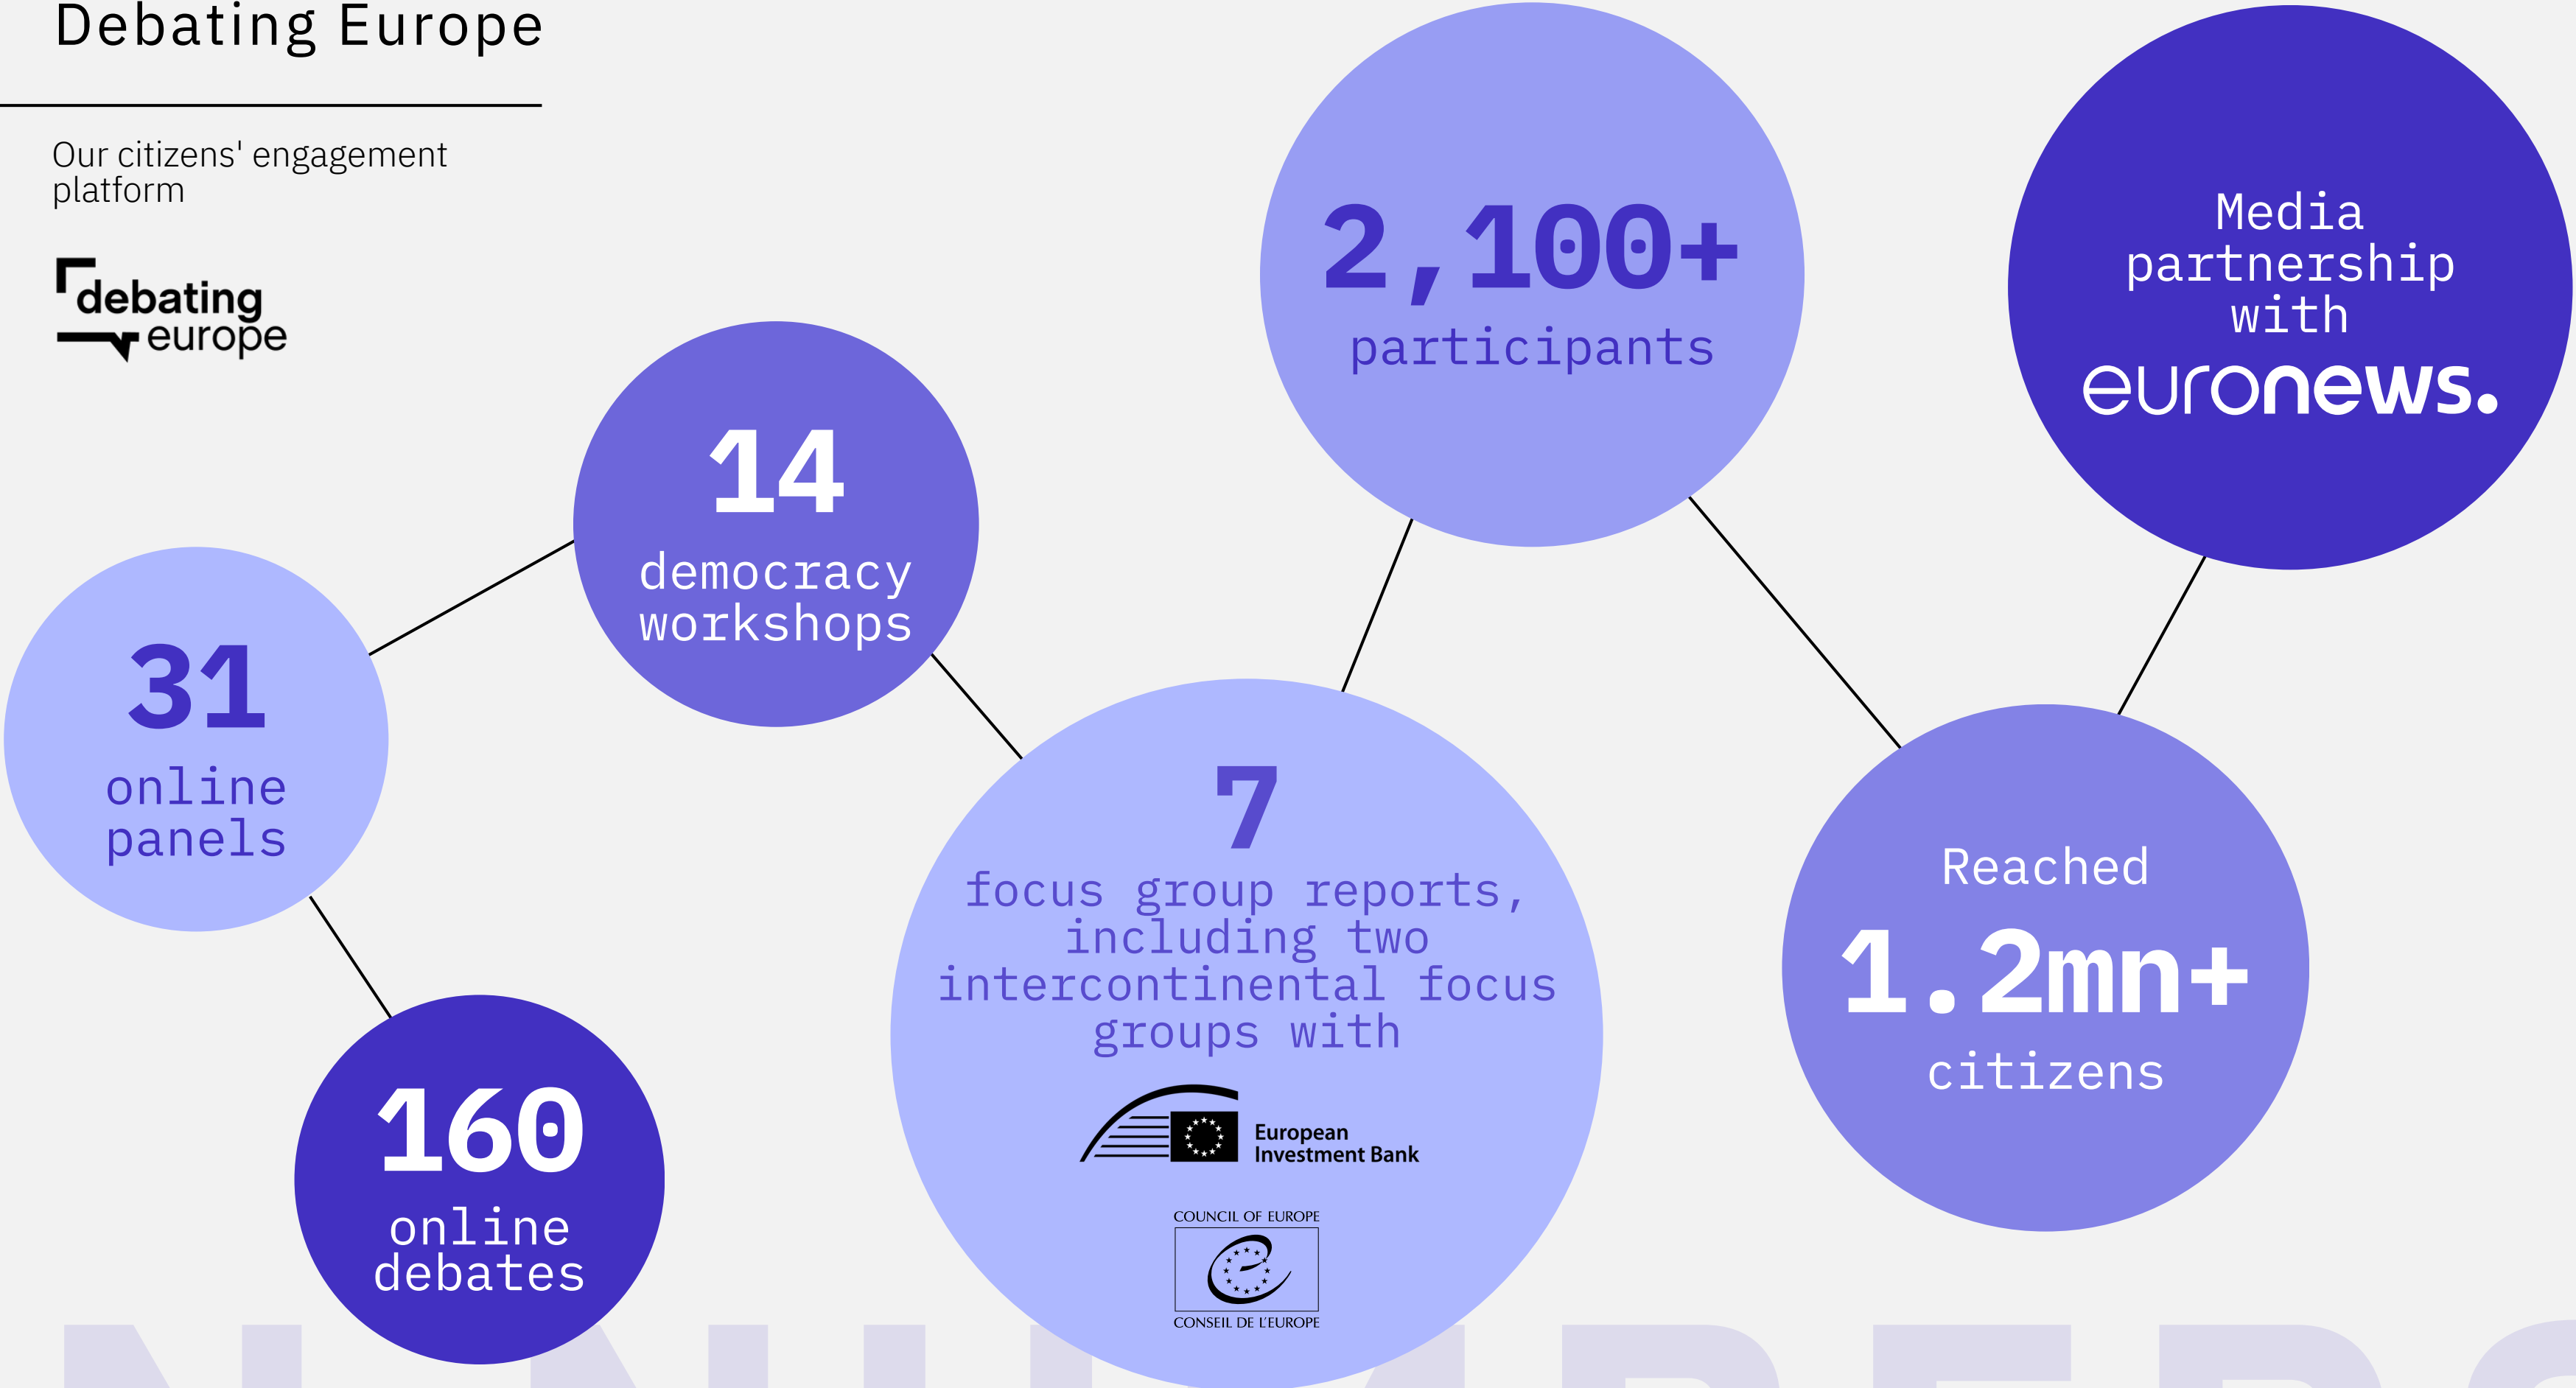 Debating Europe
Our citizens' engagement
platform
debating
europe
31
online
panels
160
online
debates
14
democracy
workshops
7
focus group reports,
including two
intercontinental focus
groups with
European
Investment Bank
COUNCIL OF EUROPE
CONSEIL DE L'EUROPE
2,100+
participants
Reached
1.2mn+
citizens
Media
partnership
with
euronews.